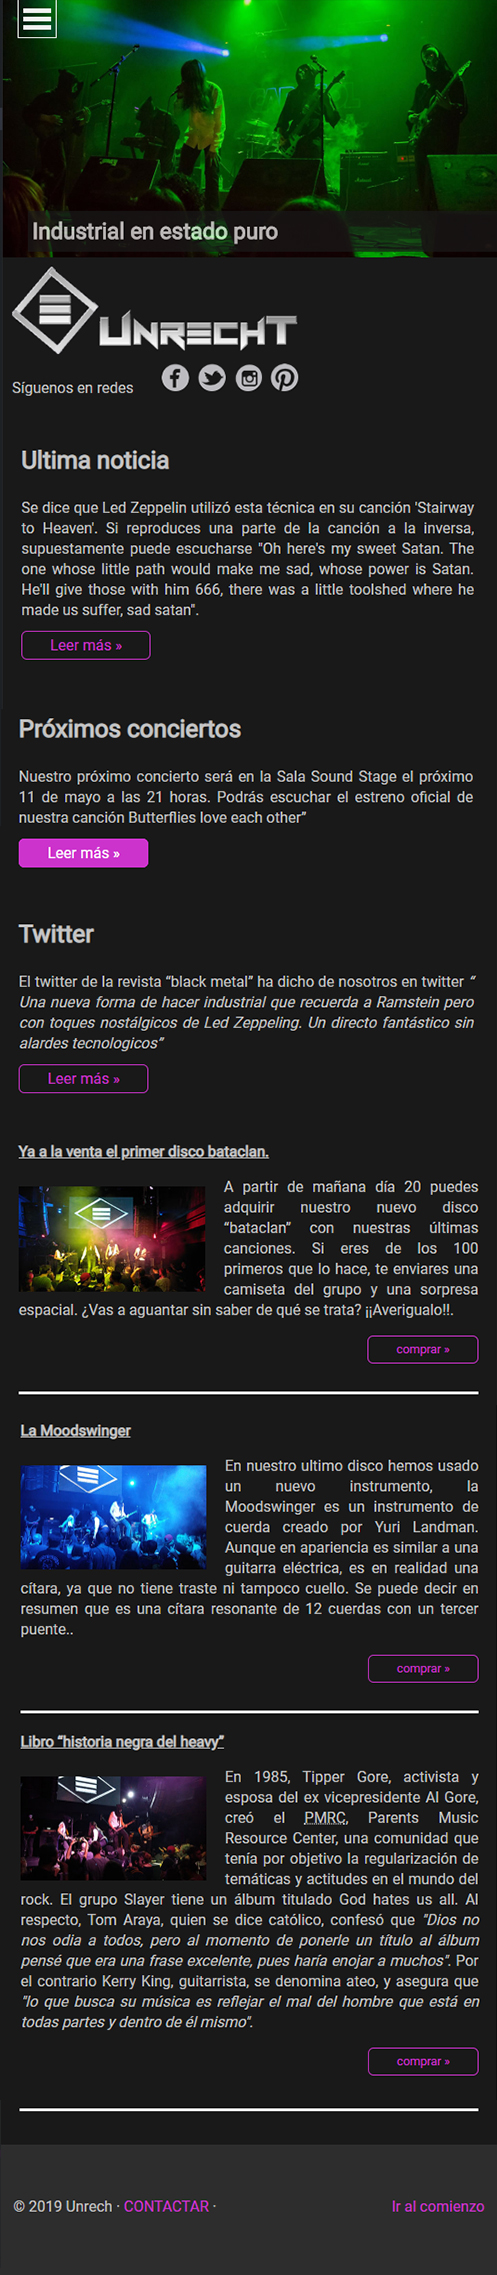 Industrial en estado puro
UNRECHT
Síguenos en redes
Ultima noticia
Se dice que Led Zeppelin utilizó esta técnica en su canción 'Stairway
to Heaven'. Si reproduces una parte de la canción a la inversa,
supuestamente puede escucharse "Oh here's my sweet Satan. The
one whose little path would make me sad, whose power is Satan.
He'll give those with him 666, there was a little toolshed where he
made us suffer, sad satan".
Leer más »
Próximos conciertos
Nuestro próximo concierto será en la Sala Sound Stage el próximo
11 de mayo a las 21 horas. Podrás escuchar el estreno oficial de
nuestra canción Butterflies love each other”
Leer más »
Twitter
El twitter de la revista “black metal” ha dicho de nosotros en twitter “
Una nueva forma de hacer industrial que recuerda a Ramstein pero
con toques nostálgicos de Led Zeppeling. Un directo fantástico sin
alardes tecnologicos”
Leer más »
Ya a la venta el primer disco bataclan.
A partir de mañana día 20 puedes
adquirir nuestro nuevo disco
“bataclan” con nuestras últimas
canciones. Si eres de los 100
primeros que lo hace, te enviares una
camiseta del grupo y una sorpresa
espacial. ¿Vas a aguantar sin saber de qué se trata? ¡¡Averigualo!!.
comprar »
La Moodswinger
En nuestro ultimo disco hemos usado
un nuevo instrumento, la
Moodswinger es un instrumento de
cuerda creado por Yuri Landman.
Aunque en apariencia es similar a una
guitarra eléctrica, es en realidad una
cítara, ya que no tiene traste ni tampoco cuello. Se puede decir en
resumen que es una cítara resonante de 12 cuerdas con un tercer
puente..
comprar »
Libro “historia negra del heavy”
En 1985, Tipper Gore, activista y
esposa del ex vicepresidente Al Gore,
creó el PMRC, Parents Music
Resource Center, una comunidad que
tenía por objetivo la regularización de
temáticas y actitudes en el mundo del
rock. El grupo Slayer tiene un álbum titulado God hates us all. Al
respecto, Tom Araya, quien se dice católico, confesó que "Dios no
nos odia a todos, pero al momento de ponerle un título al álbum
pensé que era una frase excelente, pues haría enojar a muchos". Por
el contrario Kerry King, guitarrista, se denomina ateo, y asegura que
"lo que busca su música es reflejar el mal del hombre que está en
todas partes y dentro de él mismo".
comprar »
© 2019 Unrech · CONTACTAR ·
Ir al comienzo